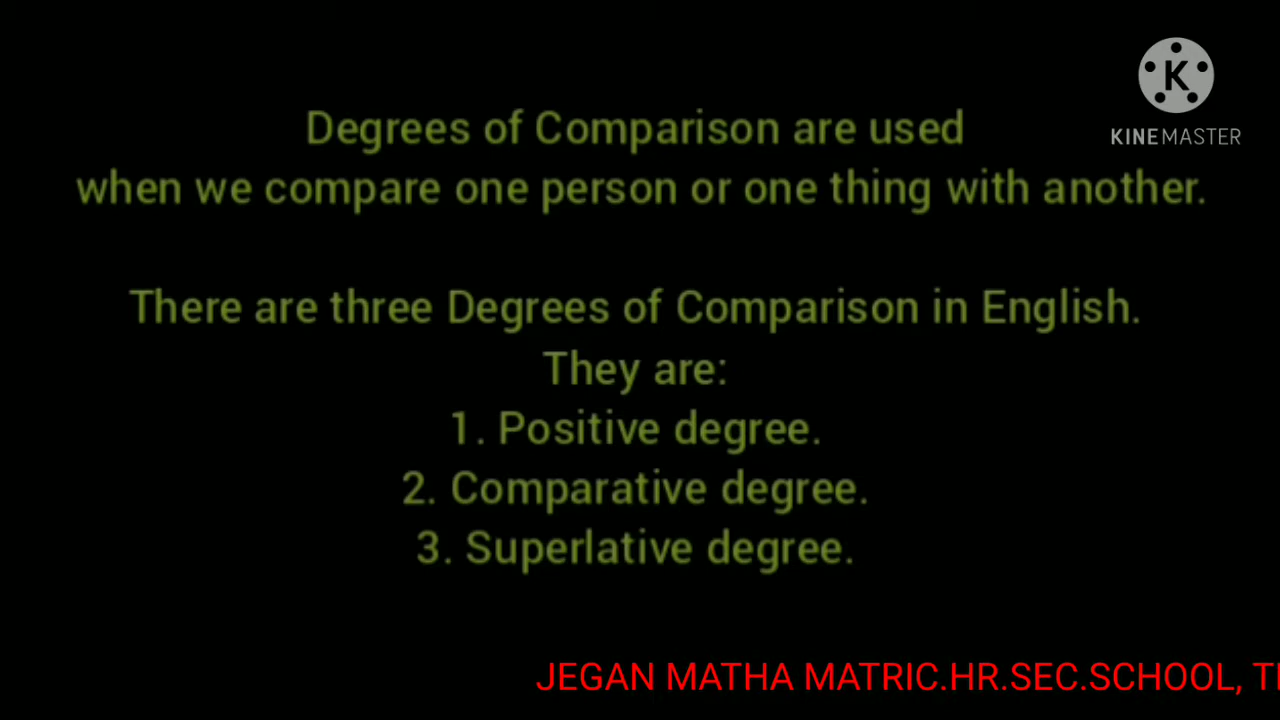 K
KINEMASTER
Degrees of Comparison are used
when we compare one person or one thing with another.
There are three Degrees of Comparison in English.
They are:
1. Positive degree.
2. Comparative degree.
3. Superlative degree.
JEGAN MATHA MATRIC.HR.SEC.SCHOOL,